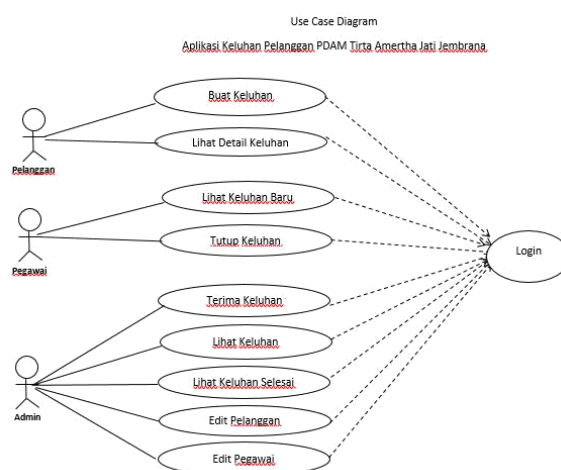 Use Case Diagram
Aplikasi Keluhan Pelanggan PDAM Tirta Amertha Jati Jembrana
Buat Keluhan
Lihat Detail Keluhan
Pelanggan
Lihat Keluhan Baru
Tutup Keluhan
Pegawai
Login
Terima Keluhan
Lihat Keluhan
Lihat Keluhan Selesai
Admin
Edit Pelanggan
Edit Pegawai